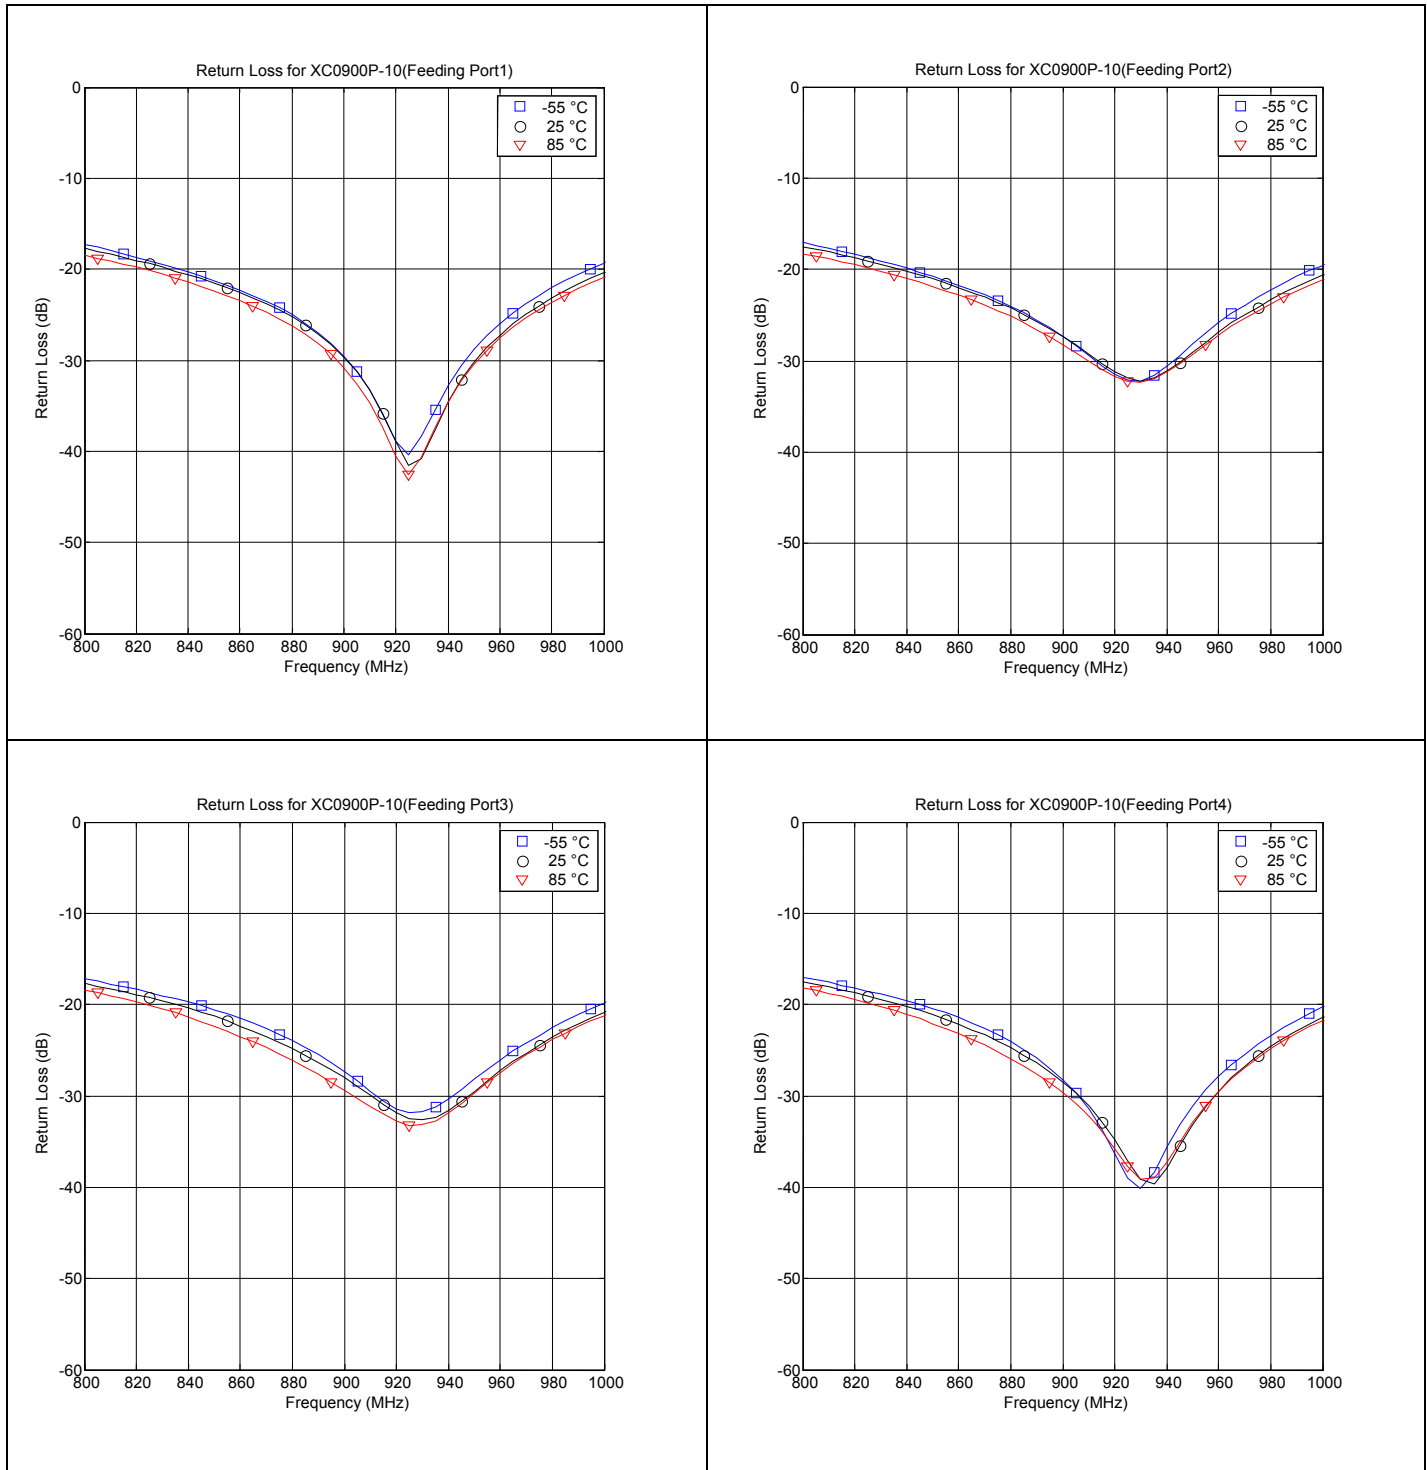 Return Loss for XC0900P-10(Feeding Port1)
0
-10
-20
-30
-40
-50
-60
Return Loss (dB)
-55 °C
25 °C
85 °C
800 820 840 860 880 900 920 940 960 980 1000
Frequency (MHz)
Return Loss for XC0900P-10(Feeding Port2)
0
-10
-20
-30
-40
-50
-60
Return Loss (dB)
-55 °C
25 °C
85 °C
800 820 840 860 880 900 920 940 960 980 1000
Frequency (MHz)
Return Loss for XC0900P-10(Feeding Port3)
0
-10
-20
-30
-40
-50
-60
Return Loss (dB)
-55 °C
25 °C
85 °C
800 820 840 860 880 900 920 940 960 980 1000
Frequency (MHz)
Return Loss for XC0900P-10(Feeding Port4)
0
-10
-20
-30
-40
-50
-60
Return Loss (dB)
-55 °C
25 °C
85 °C
800 820 840 860 880 900 920 940 960 980 1000
Frequency (MHz)